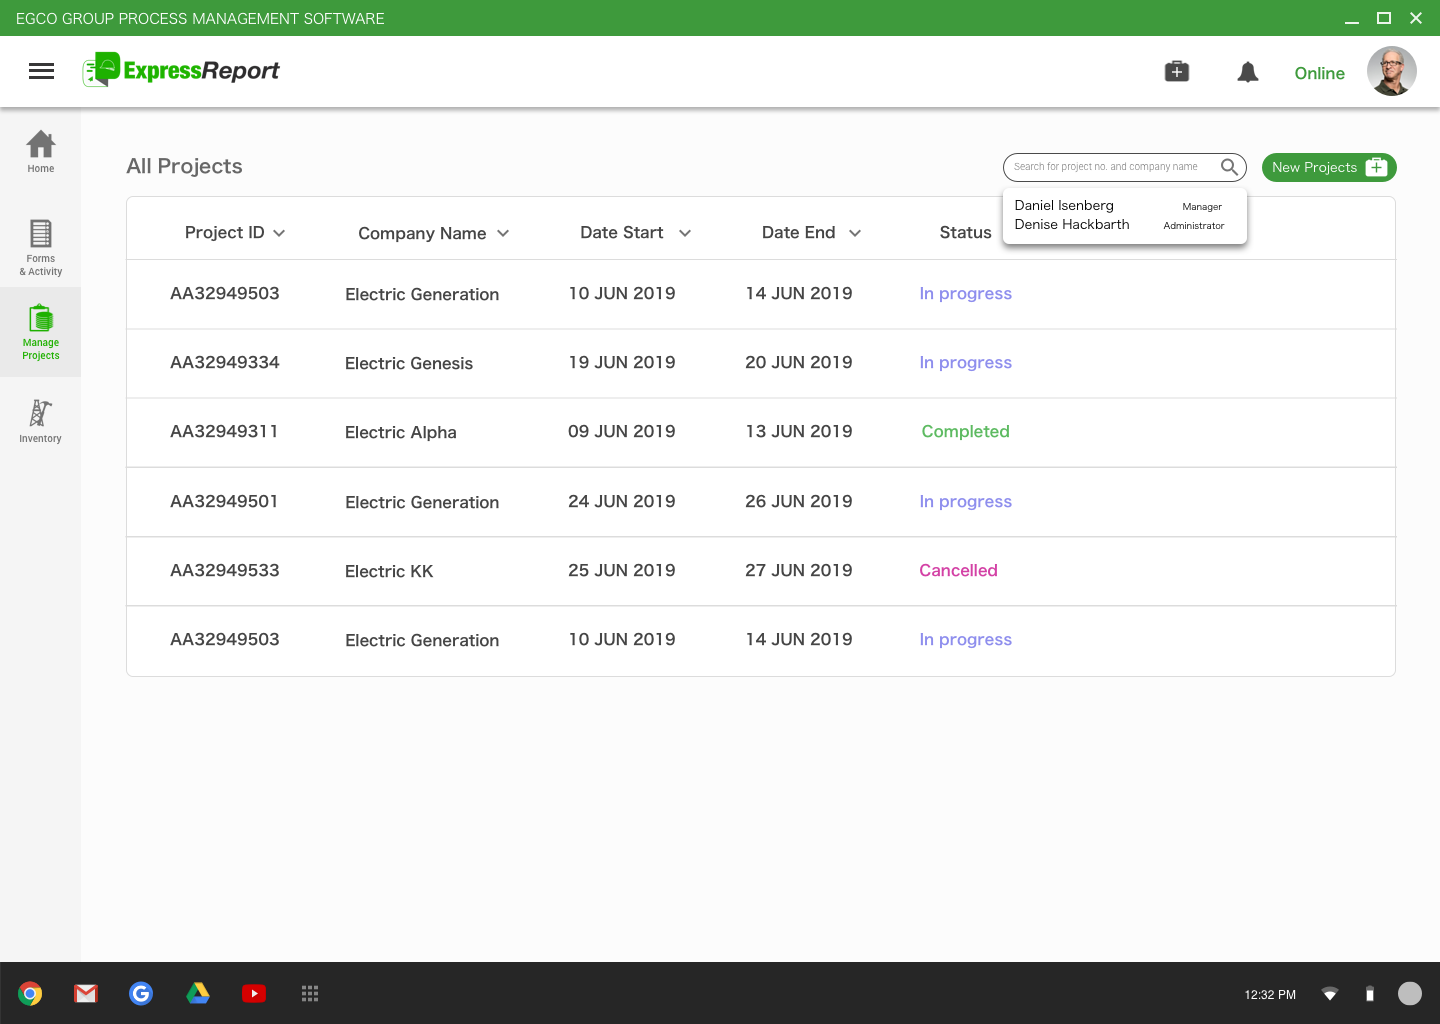 EGCO GROUP PROCESS MANAGEMENT SOFTWARE
ExpressReport
Online
Home
Forms
& Activity
Manage
Projects
Inventory
All Projects
Search for project no. and company name
New Projects
Daniel Isenberg Manager
Denise Hackbarth Administrator
Project ID Company Name Date Start Date End Status
AA32949503 Electric Generation 10 JUN 2019 14 JUN 2019 In progress
AA32949334 Electric Genesis 19 JUN 2019 20 JUN 2019 In progress
AA32949311 Electric Alpha 09 JUN 2019 13 JUN 2019 Completed
AA32949501 Electric Generation 24 JUN 2019 26 JUN 2019 In progress
AA32949533 Electric KK 25 JUN 2019 27 JUN 2019 Cancelled
AA32949503 Electric Generation 10 JUN 2019 14 JUN 2019 In progress
12:32 PM